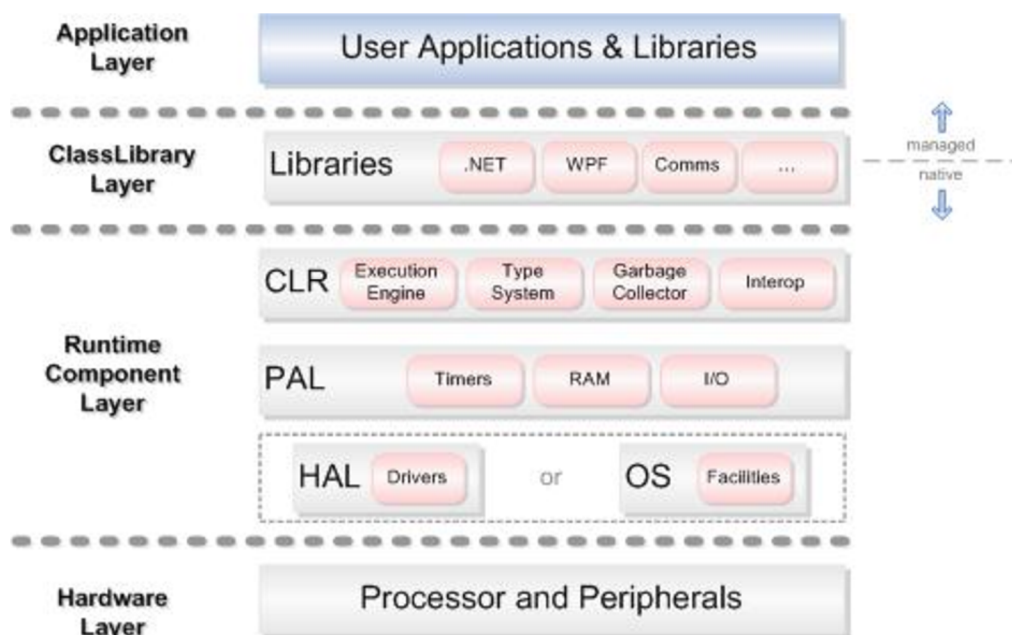 Application
Layer
User Applications & Libraries
ClassLibrary
Layer
Libraries
.NET
WPF
Comms
...
managed
native
Runtime
Component
Layer
CLR
Execution
Engine
Type
System
Garbage
Collector
Interop
PAL
Timers
RAM
I/O
HAL
Drivers
or
OS
Facilities
Hardware
Layer
Processor and Peripherals